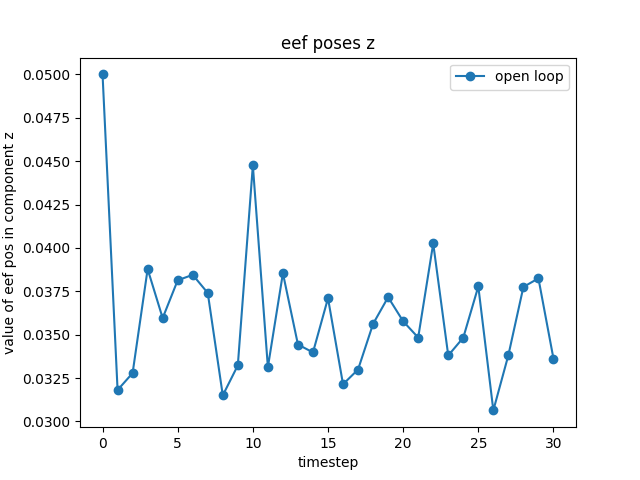 eef poses z
open loop
value of eef pos in component z
0.0500
0.0475
0.0450
0.0425
0.0400
0.0375
0.0350
0.0325
0.0300
0 5 10 15 20 25 30
timestep